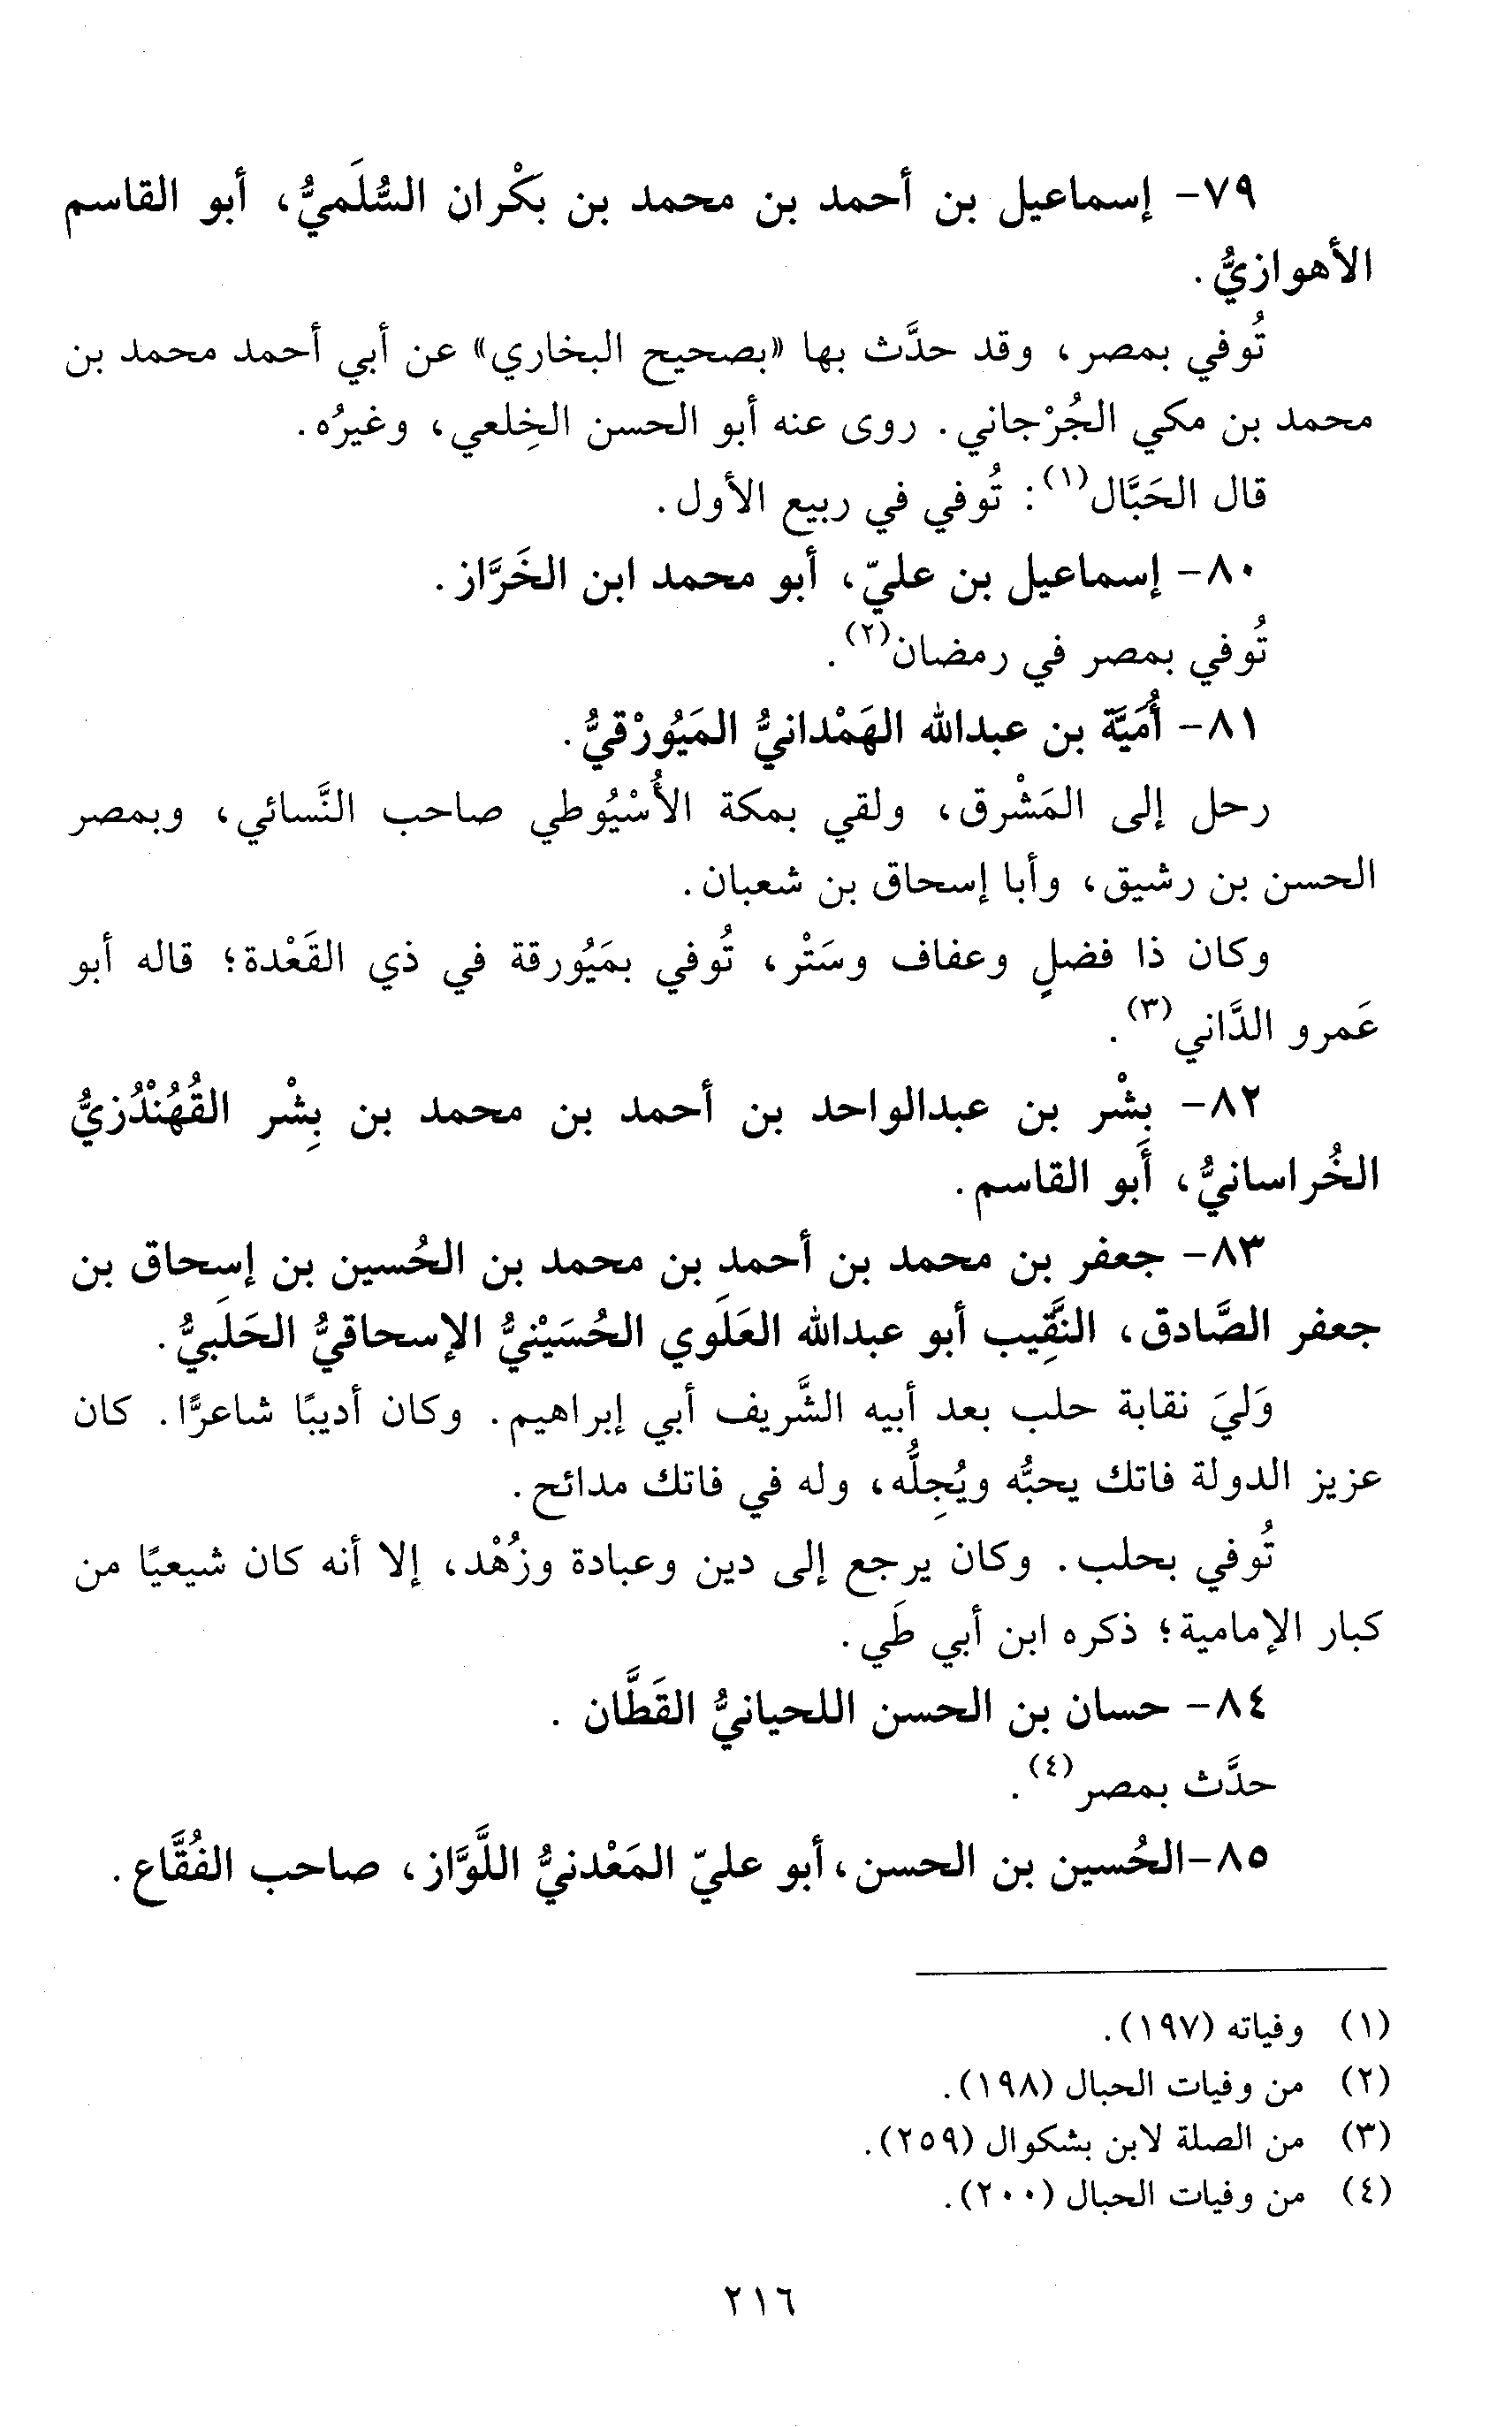 ٧٩- إسماعيل بن أحمد بن محمد بن بكْران السُّلَميُّ، أبو القاسم
الأهوازيُّ.
تُوفي بمصر، وقد حدَّث بها «بصحيح البخاري» عن أبي أحمد محمد بن
محمد بن مكي الجُرْجاني. روى عنه أبو الحسن الخِلعي، وغيرُه.
قال الحَبَّال(١): تُوفي في ربيع الأول.
٨٠- إسماعيل بن عليّ، أبو محمد ابن الخَرَّاز.
تُوفي بمصر في رمضان(٢).
٨١- أُمَيَّة بن عبدالله الهَمْدانيُّ المَيُورْقيُّ.
رحل إلى المَشْرق، ولقي بمكة الأُسْيُوطي صاحب النَّسائي، وبمصر
الحسن بن رشيق، وأبا إسحاق بن شعبان.
وكان ذا فضلٍ وعفاف وسَتْر، تُوفي بمَيُورقة في ذي القَعْدة؛ قاله أبو
عَمرو الدَّاني(٣).
٨٢- بِشْر بن عبدالواحد بن أحمد بن محمد بن بِشْر القُهُنْدُزيُّ
الخُراسانيُّ، أَبو القاسم.
٨٣- جعفر بن محمد بن أحمد بن محمد بن الحُسين بن إسحاق بن
جعفر الصَّادق، النَّقِيب أبو عبدالله العَلَوي الحُسَيْنيُّ الإسحاقيُّ الحَلَبيُّ.
وَليَ نقابة حلب بعد أبيه الشَّريف أبي إبراهيم. وكان أديبًا شاعرًا. كان
عزيز الدولة فاتك يحبُّه ويُجِلُّه، وله في فاتك مدائح.
تُوفي بحلب. وكان يرجع إلى دين وعبادة وزُهْد، إلا أنه كان شيعيًا من
كبار الإمامية؛ ذكره ابن أبي طَي.
٨٤- حسان بن الحسن اللحيانيُّ القَطَّان .
حدَّث بمصر(٤).
٨٥-الحُسين بن الحسن، أبو عليّ المَعْدنيُّ اللَّوَّاز، صاحب الفُقَّاع.
(١) وفياته (١٩٧).
(٢) من وفيات الحبال (١٩٨).
(٣) من الصلة لابن بشكوال (٢٥٩).
(٤) من وفيات الحبال (٢٠٠).
٢١٦